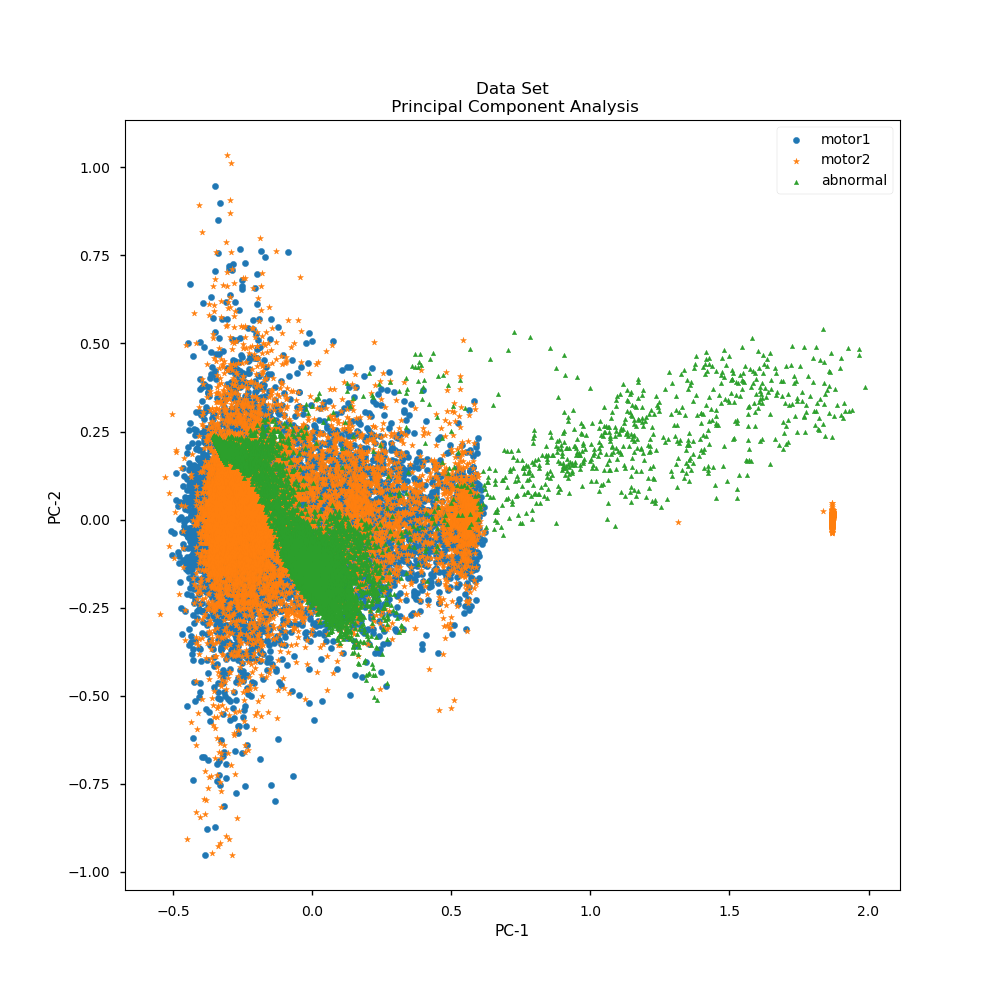 Data Set
Principal Component Analysis
motor1
motor2
abnormal
1.00
0.75
0.50
0.25
0.00
−0.25
−0.50
−0.75
−1.00
PC-2
−0.5
0.0
0.5
1.0
1.5
2.0
PC-1